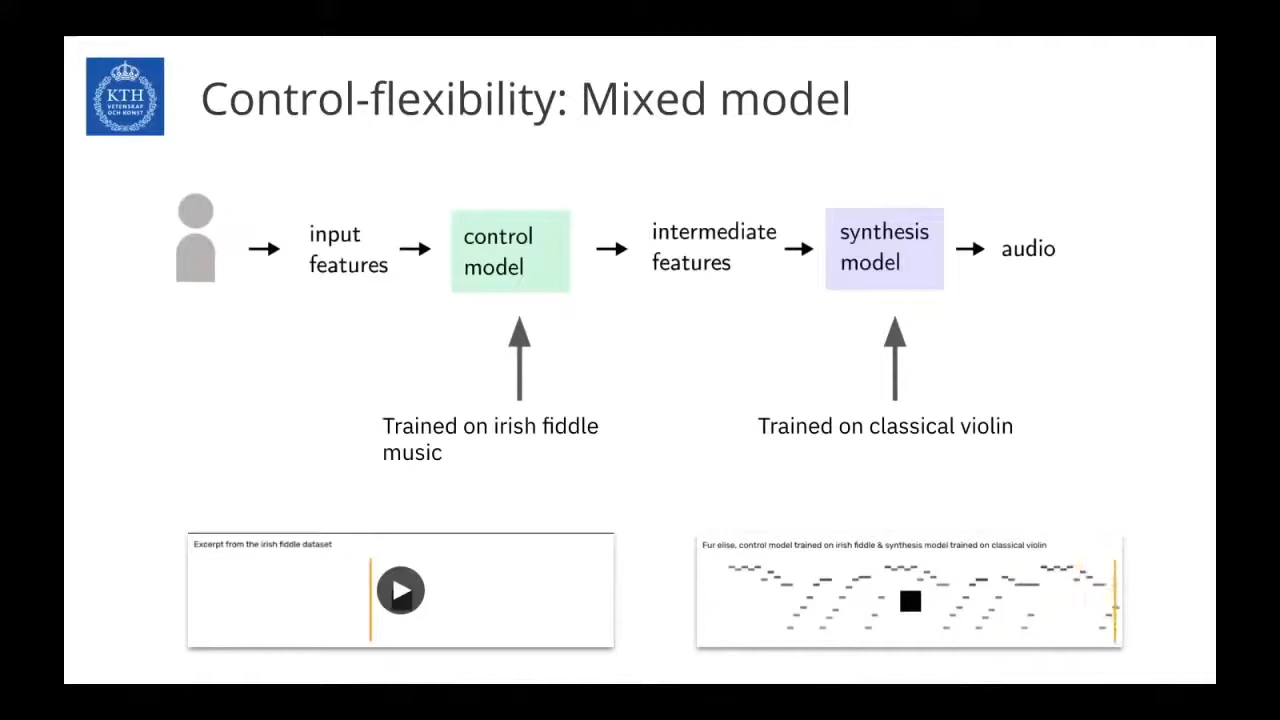 KTH
VETENSKAP
OCH KONST
Control-flexibility: Mixed model
input
features
control
model
intermediate
features
synthesis
model
audio
Trained on irish fiddle
music
Trained on classical violin
Excerpt from the irish fiddle dataset
Fur elise, control model trained on irish fiddle & synthesis model trained on classical violin